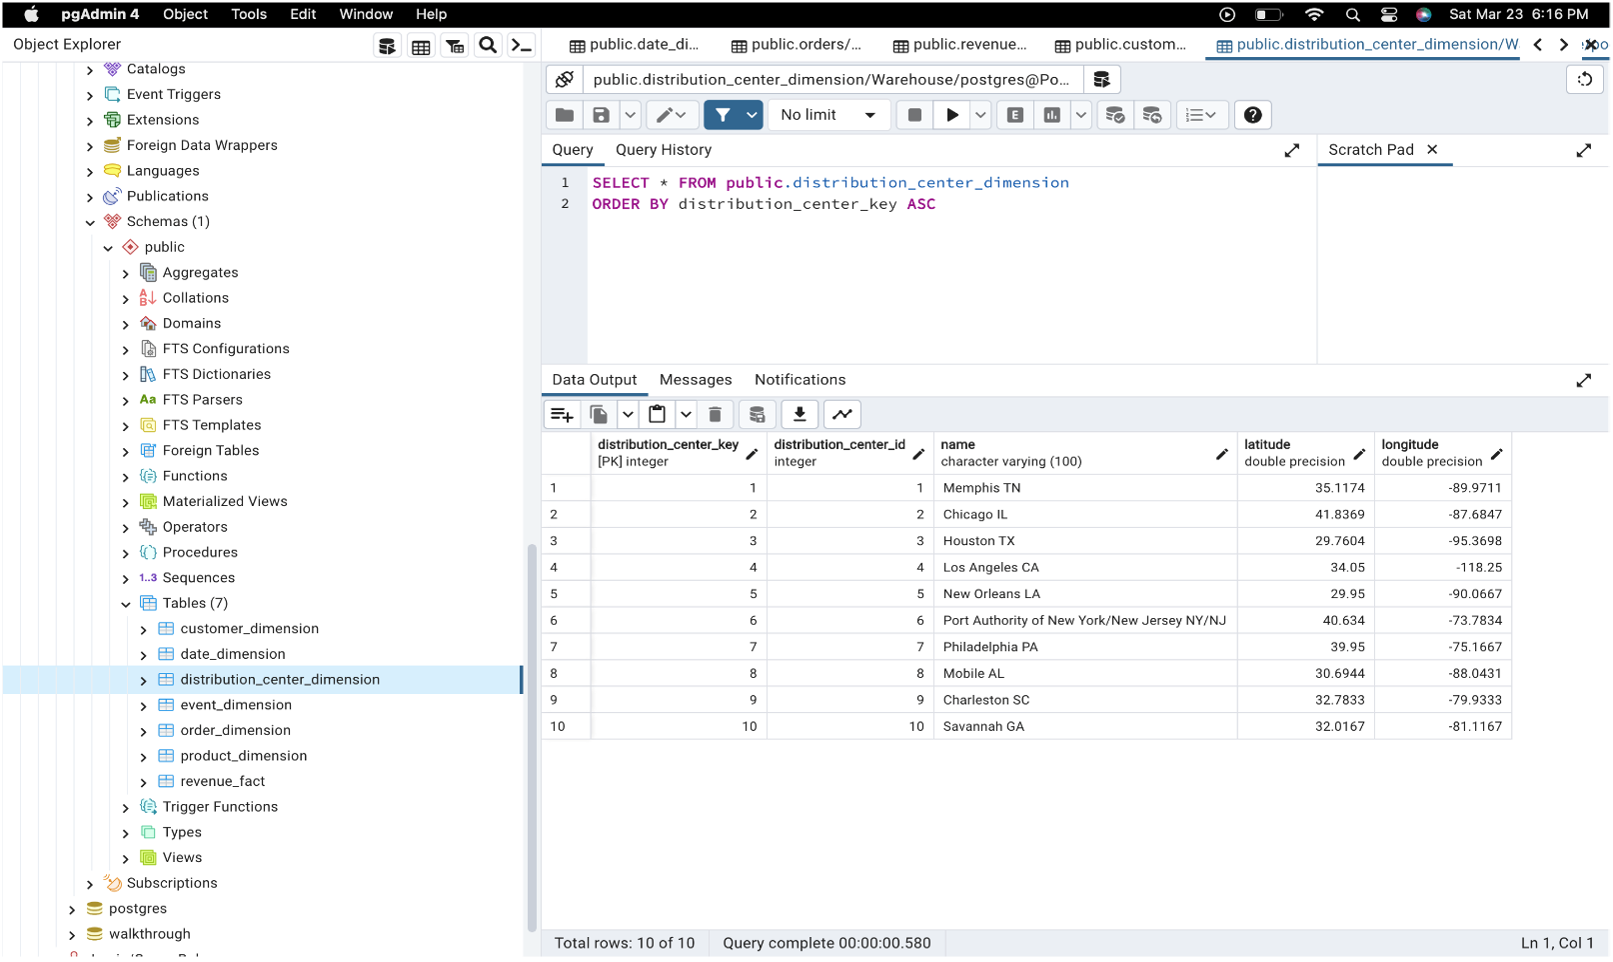 pgAdmin 4 Object Tools Edit Window Help Sat Mar 23 6:16 PM
Object Explorer
public.date_di... public.orders/... public.revenue... public.custom... public.distribution_center_dimension/W
Catalogs
Event Triggers
Extensions
Foreign Data Wrappers
Languages
Publications
Schemas (1)
public
Aggregates
Collations
Domains
FTS Configurations
FTS Dictionaries
Aa FTS Parsers
FTS Templates
Foreign Tables
Functions
Materialized Views
Operators
Procedures
1..3 Sequences
Tables (7)
customer_dimension
date_dimension
distribution_center_dimension
event_dimension
order_dimension
product_dimension
revenue_fact
Trigger Functions
Types
Views
Subscriptions
postgres
walkthrough
public.distribution_center_dimension/Warehouse/postgres@Po...
No limit E
Query Query History Scratch Pad
1 SELECT * FROM public.distribution_center_dimension
2 ORDER BY distribution_center_key ASC
Data Output Messages Notifications
distribution_center_key distribution_center_id name latitude longitude
[PK] integer integer character varying (100) double precision double precision
1 1 1 Memphis TN 35.1174 -89.9711
2 2 2 Chicago IL 41.8369 -87.6847
3 3 3 Houston TX 29.7604 -95.3698
4 4 4 Los Angeles CA 34.05 -118.25
5 5 5 New Orleans LA 29.95 -90.0667
6 6 6 Port Authority of New York/New Jersey NY/NJ 40.634 -73.7834
7 7 7 Philadelphia PA 39.95 -75.1667
8 8 8 Mobile AL 30.6944 -88.0431
9 9 9 Charleston SC 32.7833 -79.9333
10 10 10 Savannah GA 32.0167 -81.1167
Total rows: 10 of 10 Query complete 00:00:00.580 Ln 1, Col 1